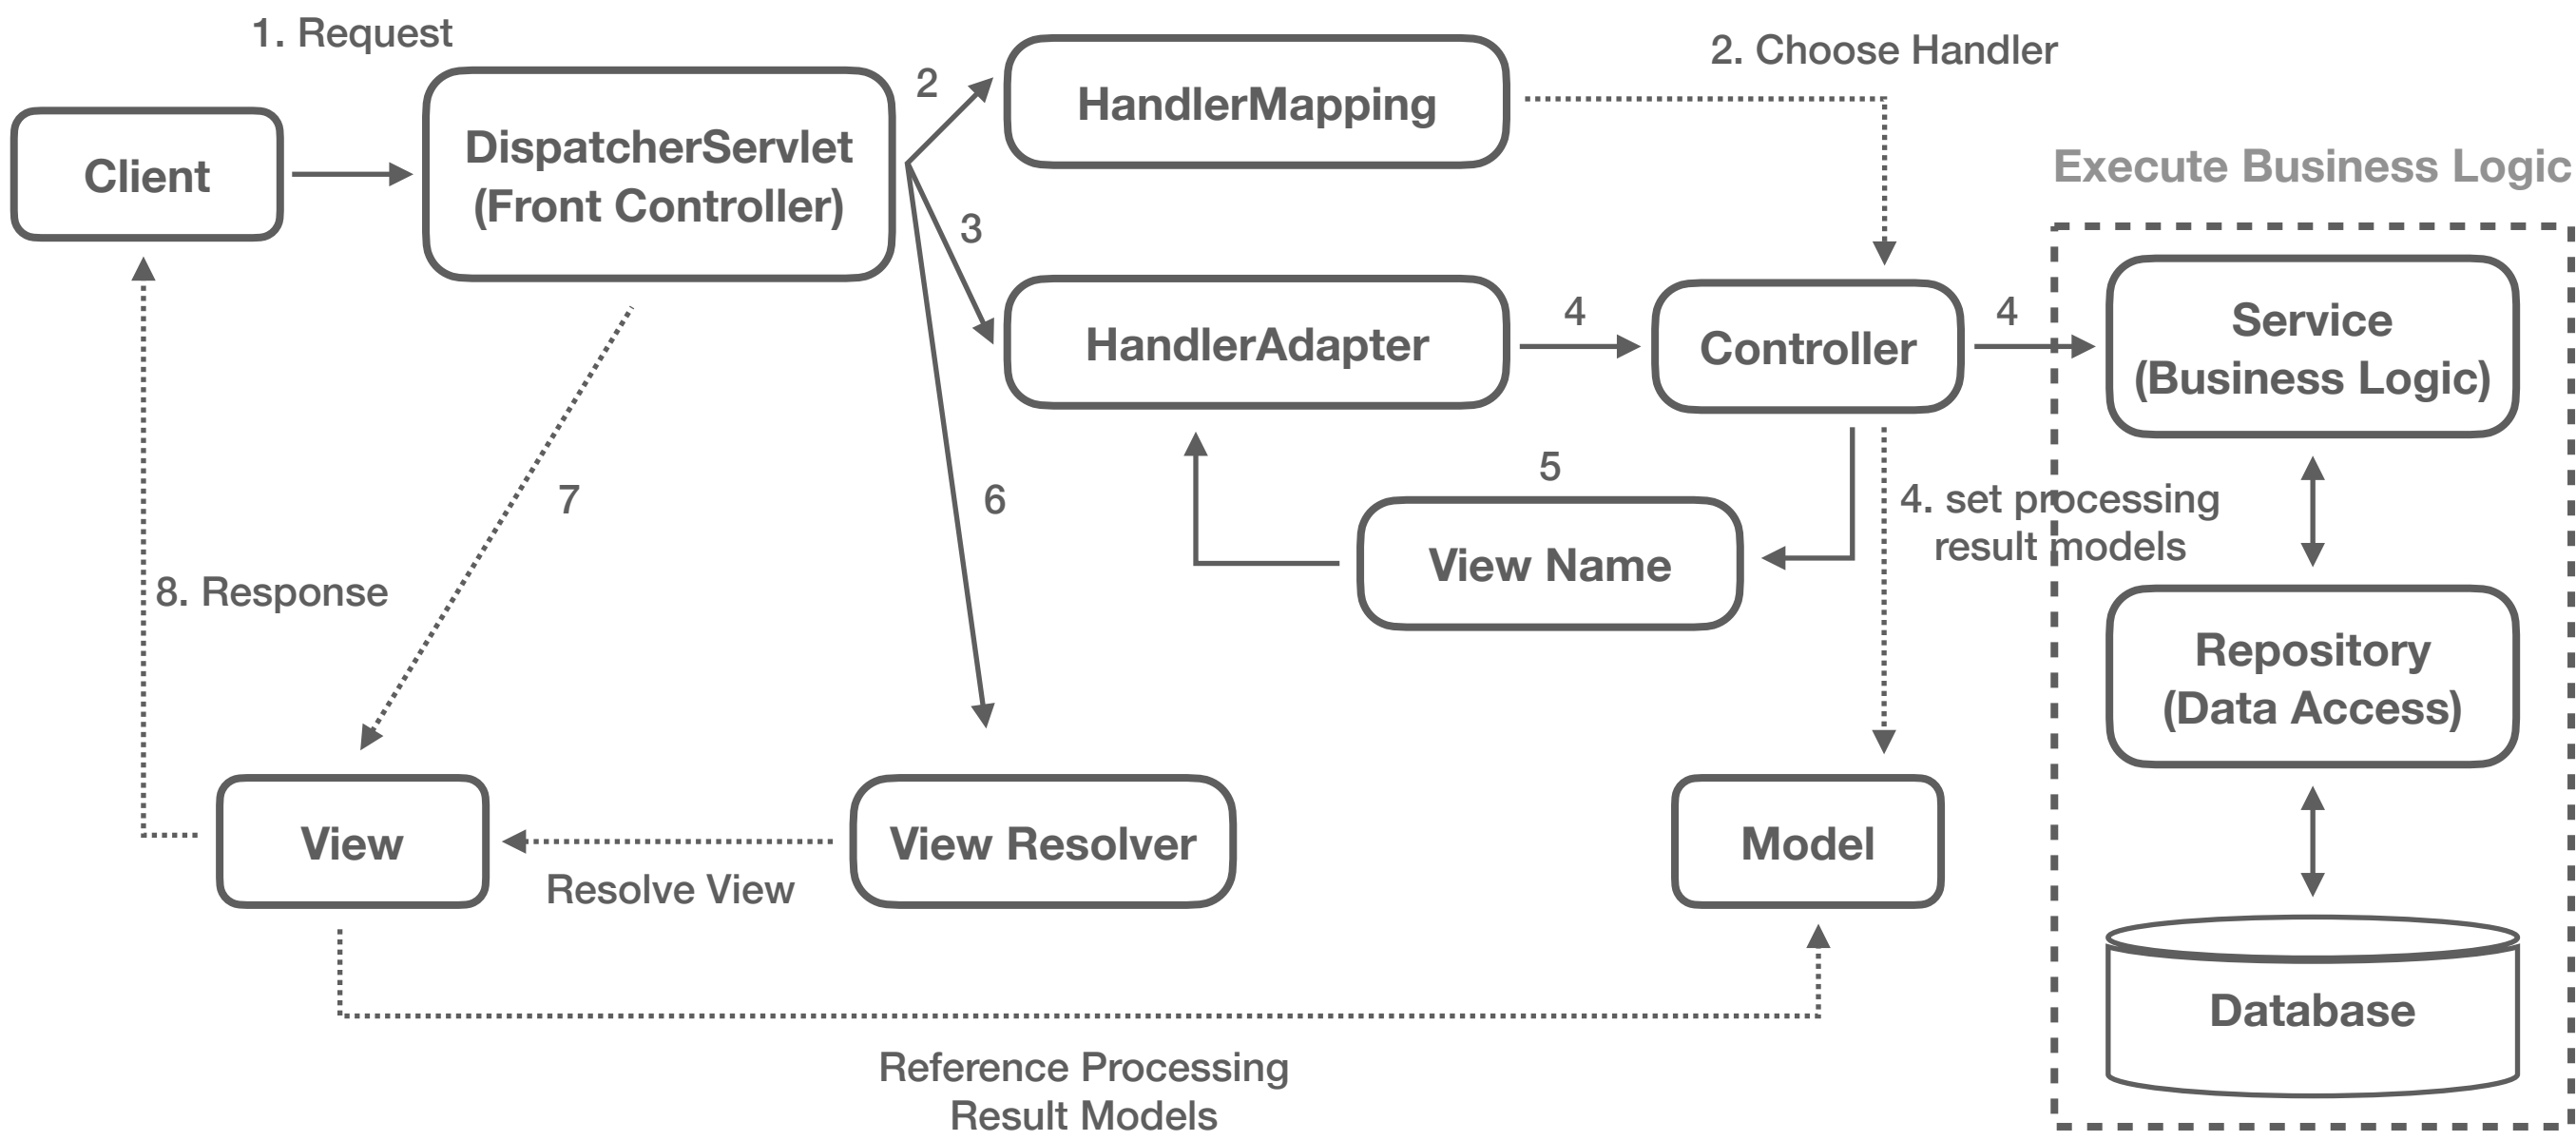 1. Request
2
HandlerMapping
2. Choose Handler
Client
DispatcherServlet
(Front Controller)
Execute Business Logic
3
HandlerAdapter
4
Controller
4
Service
(Business Logic)
5
7
6
View Name
4. set processing
result models
8. Response
Repository
(Data Access)
View
Resolve View
View Resolver
Model
Database
Reference Processing
Result Models